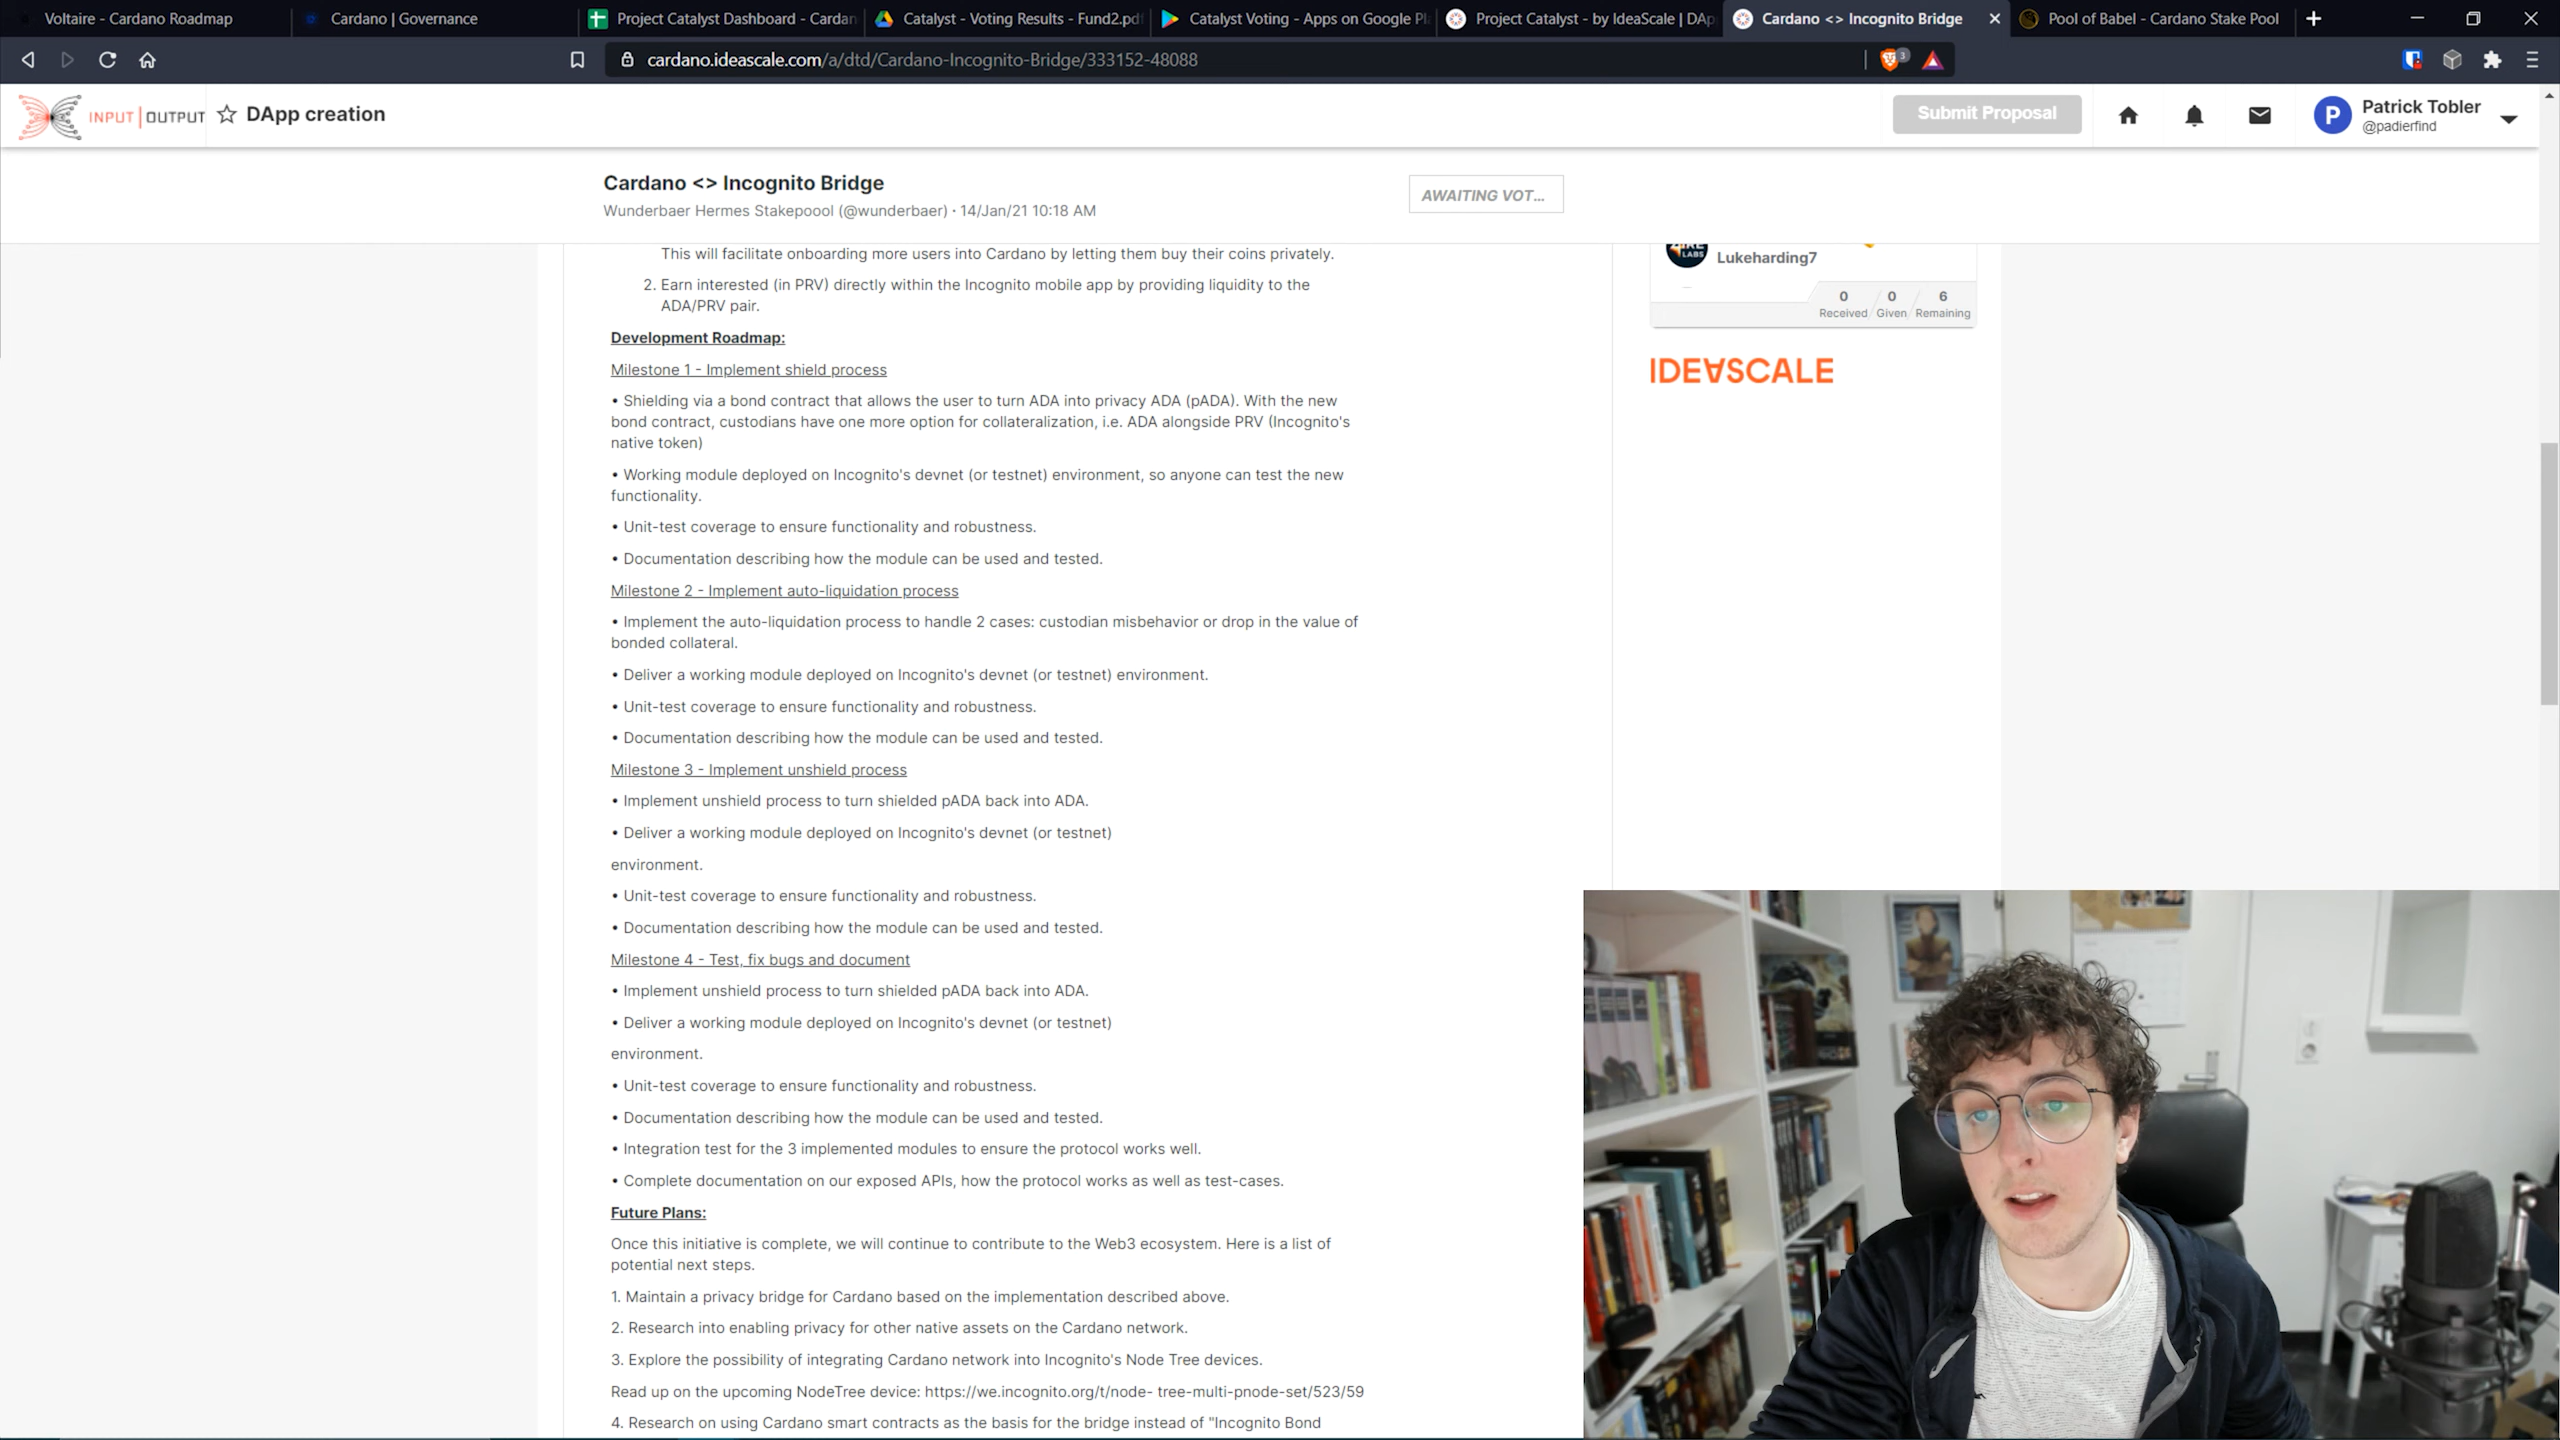 Voltaire - Cardano Roadmap
Cardano | Governance
Project Catalyst Dashboard - Cardan
Catalyst - Voting Results - Fund2.pdf
Catalyst Voting - Apps on Google Pl
Project Catalyst - by IdeaScale | DAp
Cardano <> Incognito Bridge
Pool of Babel - Cardano Stake Pool
cardano.ideascale.com/a/dtd/Cardano-Incognito-Bridge/333152-48088
3
INPUT | OUTPUT
DApp creation
Submit Proposal
P
Patrick Tobler
@padierfind
Cardano <> Incognito Bridge
Wunderbaer Hermes Stakepoool (@wunderbaer) · 14/Jan/21 10:18 AM
AWAITING VOT...
This will facilitate onboarding more users into Cardano by letting them buy their coins privately.
2. Earn interested (in PRV) directly within the Incognito mobile app by providing liquidity to the
ADA/PRV pair.
Development Roadmap:
Milestone 1 - Implement shield process
• Shielding via a bond contract that allows the user to turn ADA into privacy ADA (pADA). With the new
bond contract, custodians have one more option for collateralization, i.e. ADA alongside PRV (Incognito's
native token)
• Working module deployed on Incognito's devnet (or testnet) environment, so anyone can test the new
functionality.
• Unit-test coverage to ensure functionality and robustness.
• Documentation describing how the module can be used and tested.
Milestone 2 - Implement auto-liquidation process
• Implement the auto-liquidation process to handle 2 cases: custodian misbehavior or drop in the value of
bonded collateral.
• Deliver a working module deployed on Incognito's devnet (or testnet) environment.
• Unit-test coverage to ensure functionality and robustness.
• Documentation describing how the module can be used and tested.
Milestone 3 - Implement unshield process
• Implement unshield process to turn shielded pADA back into ADA.
• Deliver a working module deployed on Incognito's devnet (or testnet)
environment.
• Unit-test coverage to ensure functionality and robustness.
• Documentation describing how the module can be used and tested.
Milestone 4 - Test, fix bugs and document
• Implement unshield process to turn shielded pADA back into ADA.
• Deliver a working module deployed on Incognito's devnet (or testnet)
environment.
• Unit-test coverage to ensure functionality and robustness.
• Documentation describing how the module can be used and tested.
• Integration test for the 3 implemented modules to ensure the protocol works well.
• Complete documentation on our exposed APIs, how the protocol works as well as test-cases.
Future Plans:
Once this initiative is complete, we will continue to contribute to the Web3 ecosystem. Here is a list of
potential next steps.
1. Maintain a privacy bridge for Cardano based on the implementation described above.
2. Research into enabling privacy for other native assets on the Cardano network.
3. Explore the possibility of integrating Cardano network into Incognito's Node Tree devices.
Read up on the upcoming NodeTree device: https://we.incognito.org/t/node- tree-multi-pnode-set/523/59
4. Research on using Cardano smart contracts as the basis for the bridge instead of "Incognito Bond
LABS
Lukeharding7
0
0
6
Received
Given
Remaining
IDEASCALE